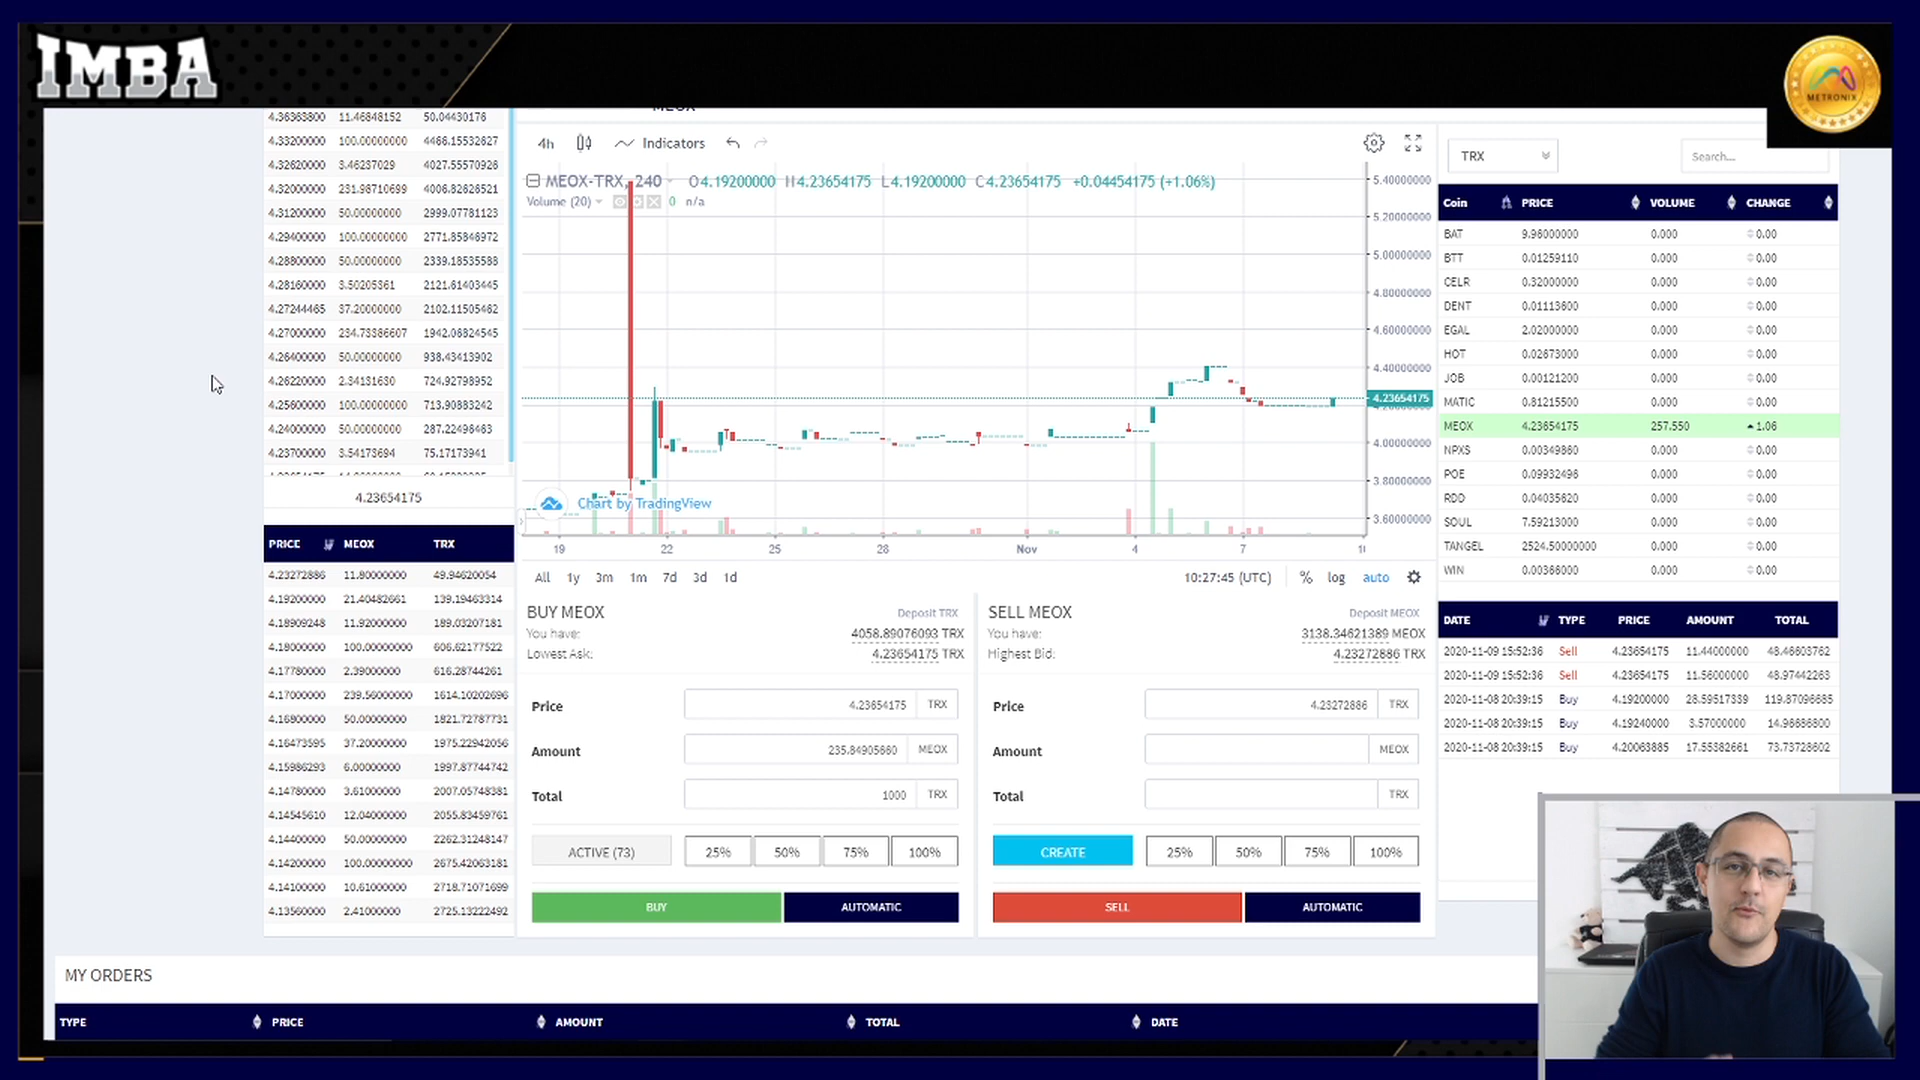 IMBA
METRONIX
4.36363800 11.46848152 50.04430176
4.33200000 100.00000000 4466.15532827
4.32620000 3.46237029 4027.55570928
4.32000000 231.98710699 4006.82628521
4.31200000 50.00000000 2999.07781123
4.29400000 100.00000000 2771.85846972
4.28800000 50.00000000 2339.18535588
4.28160000 3.50205361 2121.61403445
4.27244465 37.20000000 2102.11505462
4.27000000 234.73386607 1942.06824545
4.26400000 50.00000000 938.43413902
4.26220000 2.34131630 724.92798952
4.25600000 100.00000000 713.90883242
4.24000000 50.00000000 287.22498463
4.23700000 3.54173694 75.17173941
4.23654175
PRICE MEOX TRX
4.23272886 11.80000000 49.94620054
4.19200000 21.40482661 139.19463314
4.18909248 11.92000000 189.03207181
4.18000000 100.00000000 606.62177522
4.17780000 2.39000000 616.28744261
4.17000000 239.56000000 1614.10202696
4.16800000 50.00000000 1821.72787731
4.16473595 37.20000000 1975.22942056
4.15986293 6.00000000 1997.87744742
4.14780000 3.61000000 2007.05748381
4.14545610 12.04000000 2055.83459761
4.14400000 50.00000000 2262.31248147
4.14200000 100.00000000 2675.42063181
4.14100000 10.61000000 2718.71071699
4.13560000 2.41000000 2725.13222492
MEOX
4h Indicators
MEOX-TRX, 240 O4.19200000 H4.23654175 L4.19200000 C4.23654175 +0.04454175 (+1.06%)
Volume (20) 0 n/a
5.40000000
5.20000000
5.00000000
4.80000000
4.60000000
4.40000000
4.23654175
4.00000000
3.80000000
3.60000000
Chart by TradingView
19 22 25 28 Nov 4 7
All 1y 3m 1m 7d 3d 1d 10:27:45 (UTC) % log auto
BUY MEOX Deposit TRX
You have: 4058.89076093 TRX
Lowest Ask: 4.23654175 TRX
Price 4.23654175 TRX
Amount 235.84905660 MEOX
Total 1000 TRX
ACTIVE (73) 25% 50% 75% 100%
BUY AUTOMATIC
SELL MEOX Deposit MEOX
You have: 3138.34621389 MEOX
Highest Bid: 4.23272886 TRX
Price 4.23272886 TRX
Amount MEOX
Total TRX
CREATE 25% 50% 75% 100%
SELL AUTOMATIC
TRX Search...
Coin PRICE VOLUME CHANGE
BAT 9.96000000 0.000 0.00
BTT 0.01259110 0.000 0.00
CELR 0.32000000 0.000 0.00
DENT 0.01113600 0.000 0.00
EGAL 2.02000000 0.000 0.00
HOT 0.02673000 0.000 0.00
JOB 0.00121200 0.000 0.00
MATIC 0.81215500 0.000 0.00
MEOX 4.23654175 257.550 1.06
NPXS 0.00349860 0.000 0.00
POE 0.09932496 0.000 0.00
RDD 0.04035620 0.000 0.00
SOUL 7.59213000 0.000 0.00
TANGEL 2524.50000000 0.000 0.00
WIN 0.00366000 0.000 0.00
DATE TYPE PRICE AMOUNT TOTAL
2020-11-09 15:52:36 Sell 4.23654175 11.44000000 48.46603762
2020-11-09 15:52:36 Sell 4.23654175 11.56000000 48.97442263
2020-11-08 20:39:15 Buy 4.19200000 28.59517339 119.87096685
2020-11-08 20:39:15 Buy 4.19240000 3.57000000 14.96686800
2020-11-08 20:39:15 Buy 4.20063885 17.55382661 73.73728602
MY ORDERS
TYPE PRICE AMOUNT TOTAL DATE